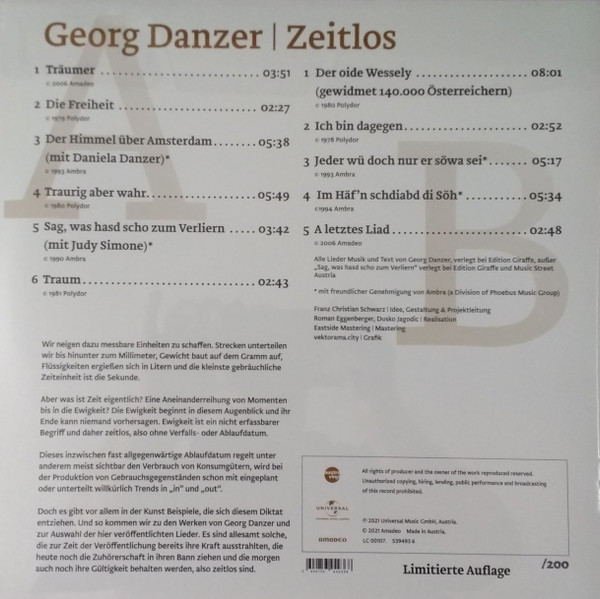 Georg Danzer | Zeitlos
1 Träumer 03:51
℗ 2006 Amadeo
2 Die Freiheit 02:27
℗ 1979 Polydor
3 Der Himmel über Amsterdam 05:38
(mit Daniela Danzer)*
℗ 1993 Ambra
4 Traurig aber wahr. 05:49
℗ 1980 Polydor
5 Sag, was hasd scho zum Verliern 03:42
(mit Judy Simone)*
℗ 1990 Ambra
6 Traum 02:43
℗ 1981 Polydor
1 Der oide Wessely 08:01
(gewidmet 140.000 Österreichern)
℗ 1980 Polydor
2 Ich bin dagegen 02:52
℗ 1978 Polydor
3 Jeder wü doch nur er söwa sei* 05:17
℗ 1993 Ambra
4 Im Häf'n schdiabd di Söh* 05:34
℗1994 Ambra
5 A letztes Liad 02:48
℗ 2006 Amadeo
Alle Lieder Musik und Text von Georg Danzer, verlegt bei Edition Giraffe, außer
„Sag, was hasd scho zum Verliern" verlegt bei Edition Giraffe und Music Street
Austria
* mit freundlicher Genehmigung von Ambra (a Division of Phoebus Music Group)
Franz Christian Schwarz | Idee, Gestaltung & Projektleitung
Roman Eggenberger, Dusko Jagodic | Realisation
Eastside Mastering | Mastering
vektorama.city | Grafik
A
B
Wir neigen dazu messbare Einheiten zu schaffen. Strecken unterteilen
wir bis hinunter zum Millimeter, Gewicht baut auf dem Gramm auf,
Flüssigkeiten ergießen sich in Litern und die kleinste gebräuchliche
Zeiteinheit ist die Sekunde.
Aber was ist Zeit eigentlich? Eine Aneinanderreihung von Momenten
bis in die Ewigkeit? Die Ewigkeit beginnt in diesem Augenblick und ihr
Ende kann niemand vorhersagen. Ewigkeit ist ein nicht erfassbarer
Begriff und daher zeitlos, also ohne Verfalls- oder Ablaufdatum.
Dieses inzwischen fast allgegenwärtige Ablaufdatum regelt unter
anderem meist sichtbar den Verbrauch von Konsumgütern, wird bei
der Produktion von Gebrauchsgegenständen schon mit eingeplant
oder unterteilt willkürlich Trends in „in" und „out".
Doch es gibt vor allem in der Kunst Beispiele, die sich diesem Diktat
entziehen. Und so kommen wir zu den Werken von Georg Danzer und
zur Auswahl der hier veröffentlichten Lieder. Es sind allesamt solche,
die zur Zeit der Veröffentlichung bereits ihre Kraft ausstrahlten, die
heute noch die Zuhörerschaft in ihren Bann ziehen und die morgen
auch noch ihre Gültigkeit behalten werden, also zeitlos sind.
All rights of producer and the owner of the work reproduced reserved.
Unauthorized copying, hiring, lending, public performance and broadcasting
of this record prohibited.
UNIVERSAL
amadeo
℗ 2021 Universal Music GmbH, Austria.
© 2021 Amadeo Made in Austria.
LC 00107. 539493 6
Limitierte Auflage
/200